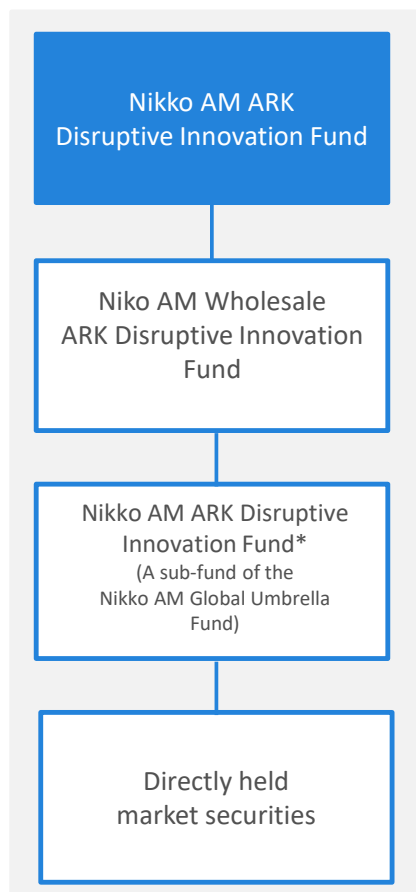 Nikko AM ARK
Disruptive Innovation Fund
Niko AM Wholesale
ARK Disruptive Innovation
Fund
Nikko AM ARK Disruptive
Innovation Fund*
(A sub-fund of the
Nikko AM Global Umbrella
Fund)
Directly held
market securities